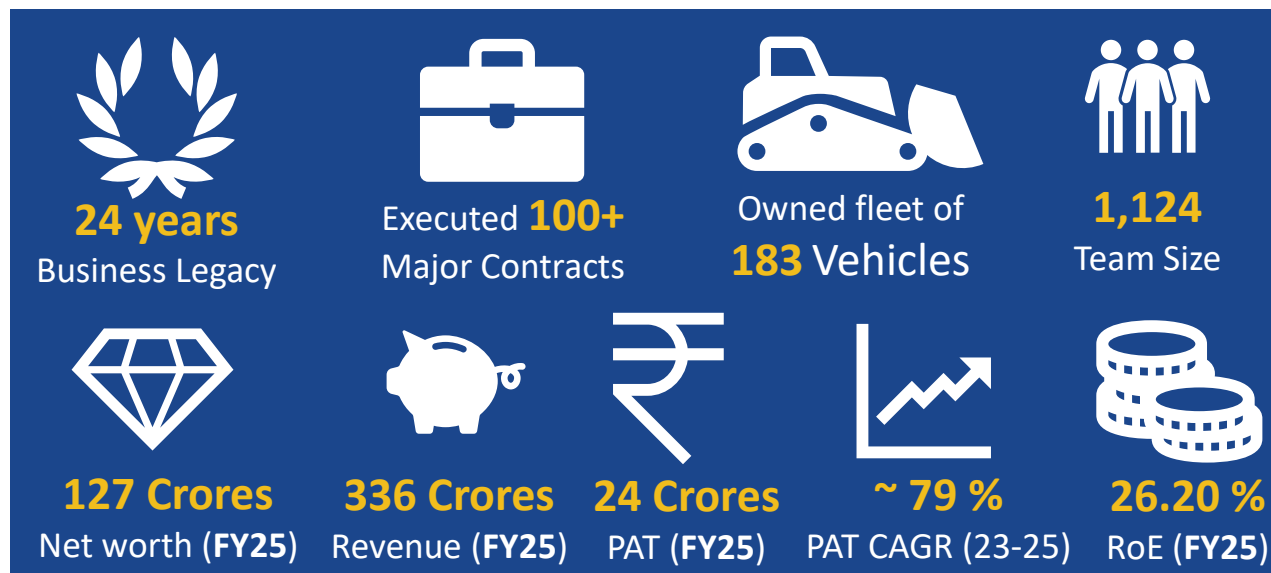 24 years
Business Legacy
Executed 100+
Major Contracts
Owned fleet of
183 Vehicles
1,124
Team Size
127 Crores
Net worth (FY25)
336 Crores
Revenue (FY25)
24 Crores
PAT (FY25)
~ 79 %
PAT CAGR (23-25)
26.20 %
RoE (FY25)